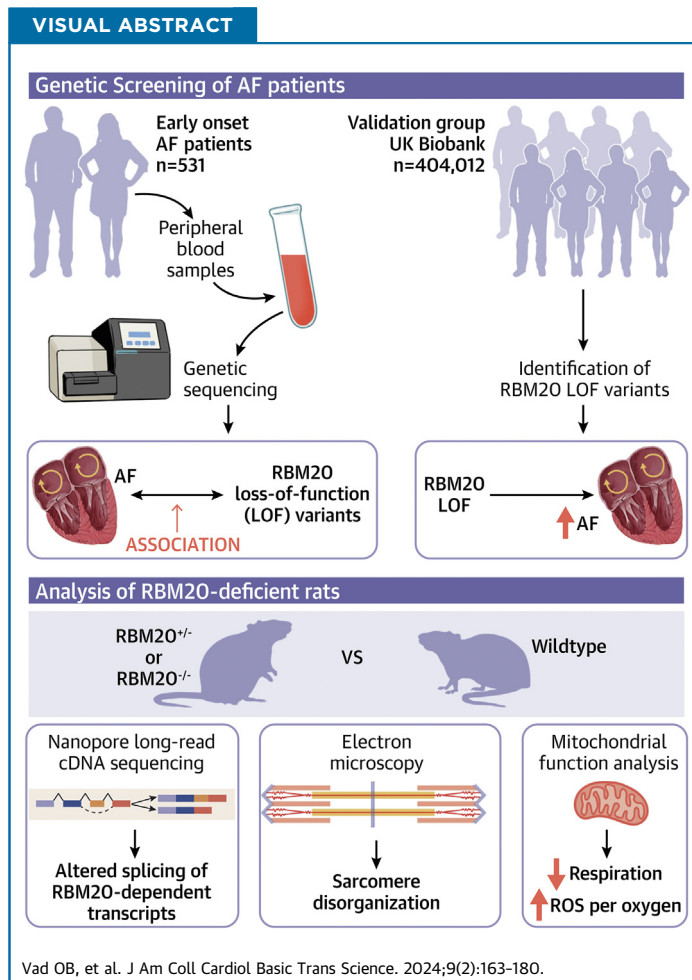 VISUAL ABSTRACT
Genetic Screening of AF patients
Early onset
AF patients
n=531
Validation group
UK Biobank
n=404,012
Peripheral
blood
samples
Genetic
sequencing
Identification of
RBM20 LOF variants
AF
RBM20
loss-of-function
(LOF) variants
ASSOCIATION
RBM20
LOF
AF
Analysis of RBM20-deficient rats
RBM20+/-
or
RBM20-/-
VS
Wildtype
Nanopore long-read
cDNA sequencing
Altered splicing of
RBM20-dependent
transcripts
Electron
microscopy
Sarcomere
disorganization
Mitochondrial
function analysis
Respiration
ROS per oxygen
Vad OB, et al. J Am Coll Cardiol Basic Trans Science. 2024;9(2):163–180.